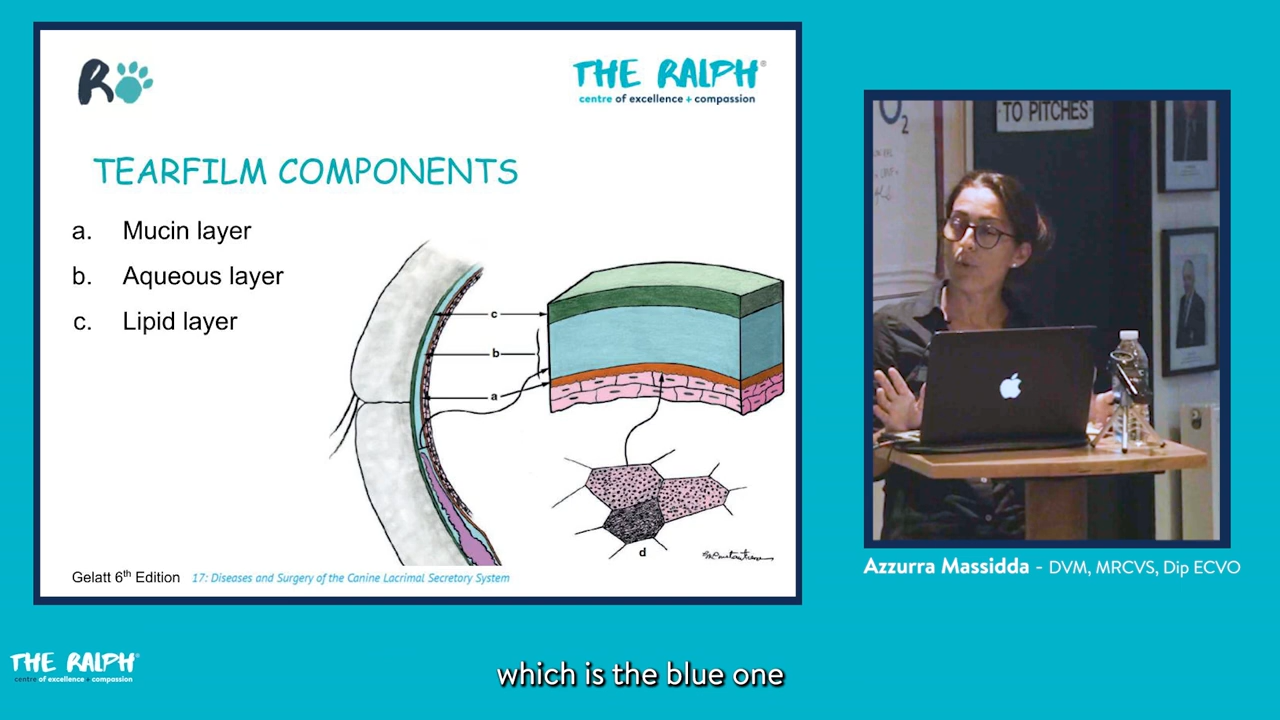 R
THE RALPH®
centre of excellence + compassion
TEARFILM COMPONENTS
a. Mucin layer
b. Aqueous layer
c. Lipid layer
c
b
a
d
Gelatt 6th Edition 17: Diseases and Surgery of the Canine Lacrimal Secretory System
O2
TO PITCHES
Azzurra Massidda - DVM, MRCVS, Dip ECVO
THE RALPH®
centre of excellence + compassion
which is the blue one